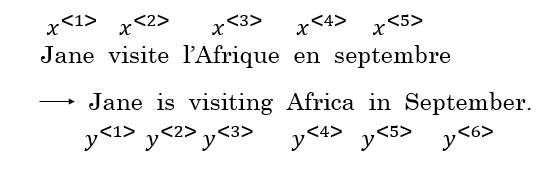 x<1> x<2> x<3> x<4> x<5>
Jane visite l'Afrique en septembre
→ Jane is visiting Africa in September.
y<1> y<2> y<3> y<4> y<5> y<6>